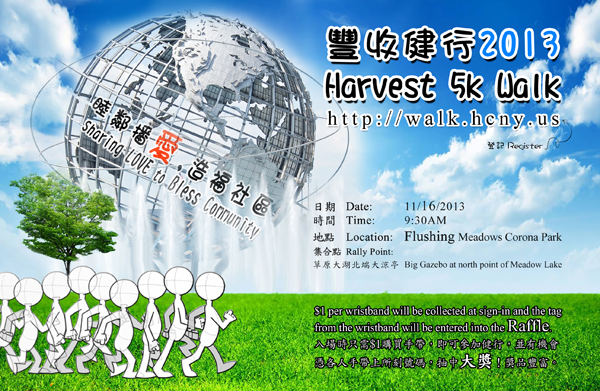 豐收健行2013
Harvest 5k Walk
http://walk.hcny.us
登記 Register
睦鄰播愛,造福社區
Sharing LOVE to Bless Community
日期 Date: 11/16/2013
時間 Time: 9:30AM
地點 Location: Flushing Meadows Corona Park
集合點 Rally Point:
草原大湖北端大涼亭 Big Gazebo at north point of Meadow Lake
$1 per wristband will be collected at sign-in and the tag
from the wristband will be entered into the Raffle.
入場時只需$1購買手帶,即可參加健行,並有機會
憑各人手帶上所刻號碼,抽中大獎!獎品豐富。